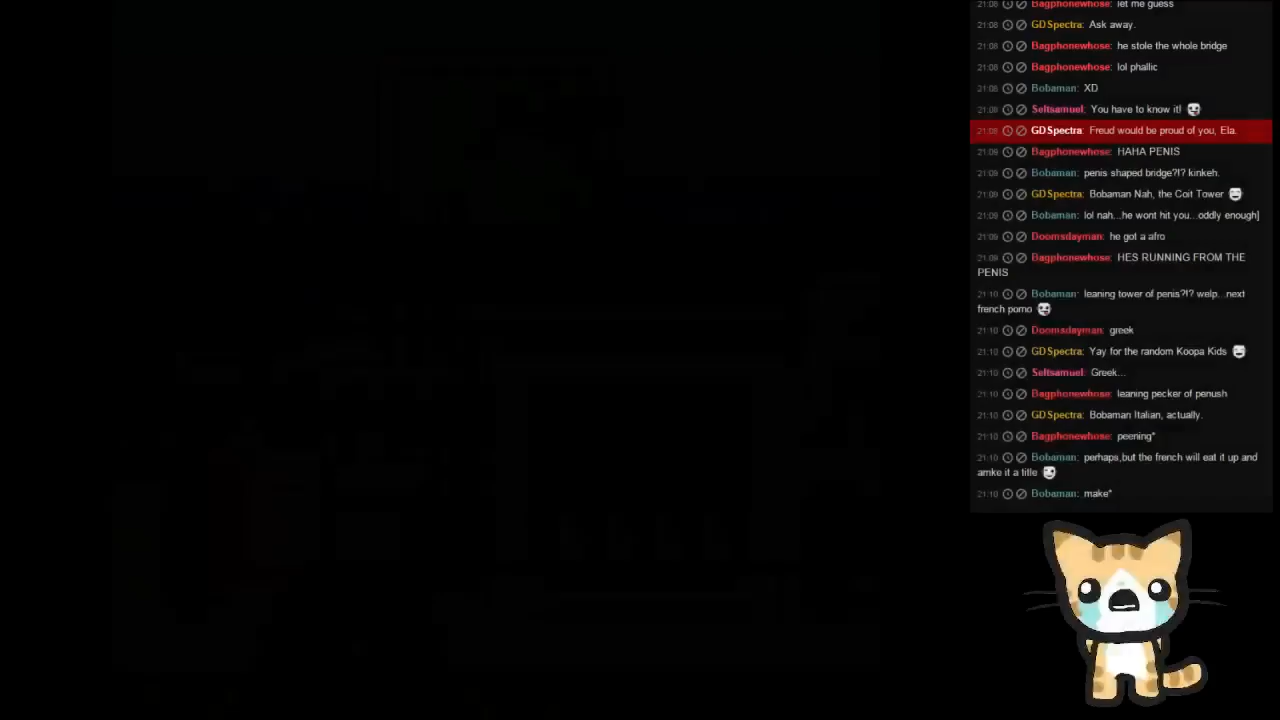 21:08 Bagphonewhose: let me guess
21:08 GDSpectra: Ask away.
21:08 Bagphonewhose: he stole the whole bridge
21:08 Bagphonewhose: lol phallic
21:08 Bobaman: XD
21:08 Seltsamuel: You have to know it!
21:08 GDSpectra: Freud would be proud of you, Ela.
21:09 Bagphonewhose: HAHA PENIS
21:09 Bobaman: penis shaped bridge?!? kinkeh.
21:09 GDSpectra: Bobaman Nah, the Coit Tower
21:09 Bobaman: lol nah...he wont hit you...oddly enough]
21:09 Doomsdayman: he got a afro
21:09 Bagphonewhose: HES RUNNING FROM THE
PENIS
21:10 Bobaman: leaning tower of penis?!? welp...next
french porno
21:10 Doomsdayman: greek
21:10 GDSpectra: Yay for the random Koopa Kids
21:10 Seltsamuel: Greek...
21:10 Bagphonewhose: leaning pecker of penush
21:10 GDSpectra: Bobaman Italian, actually.
21:10 Bagphonewhose: peening*
21:10 Bobaman: perhaps,but the french will eat it up and
amke it a title
21:10 Bobaman: make*